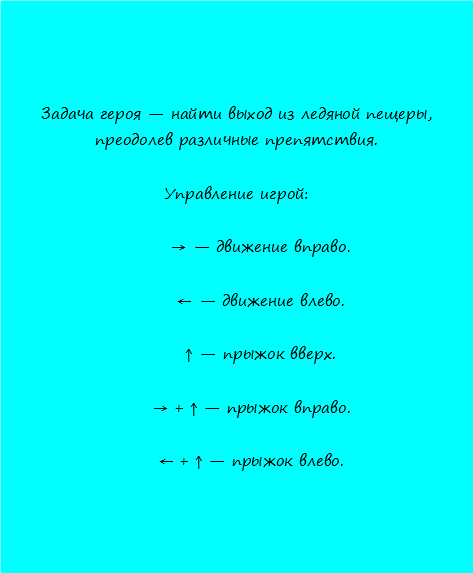 Задача героя — найти выход из ледяной пещеры,
преодолев различные препятствия.
Управление игрой:
→ — движение вправо.
← — движение влево.
↑ — прыжок вверх.
→ + ↑ — прыжок вправо.
← + ↑ — прыжок влево.